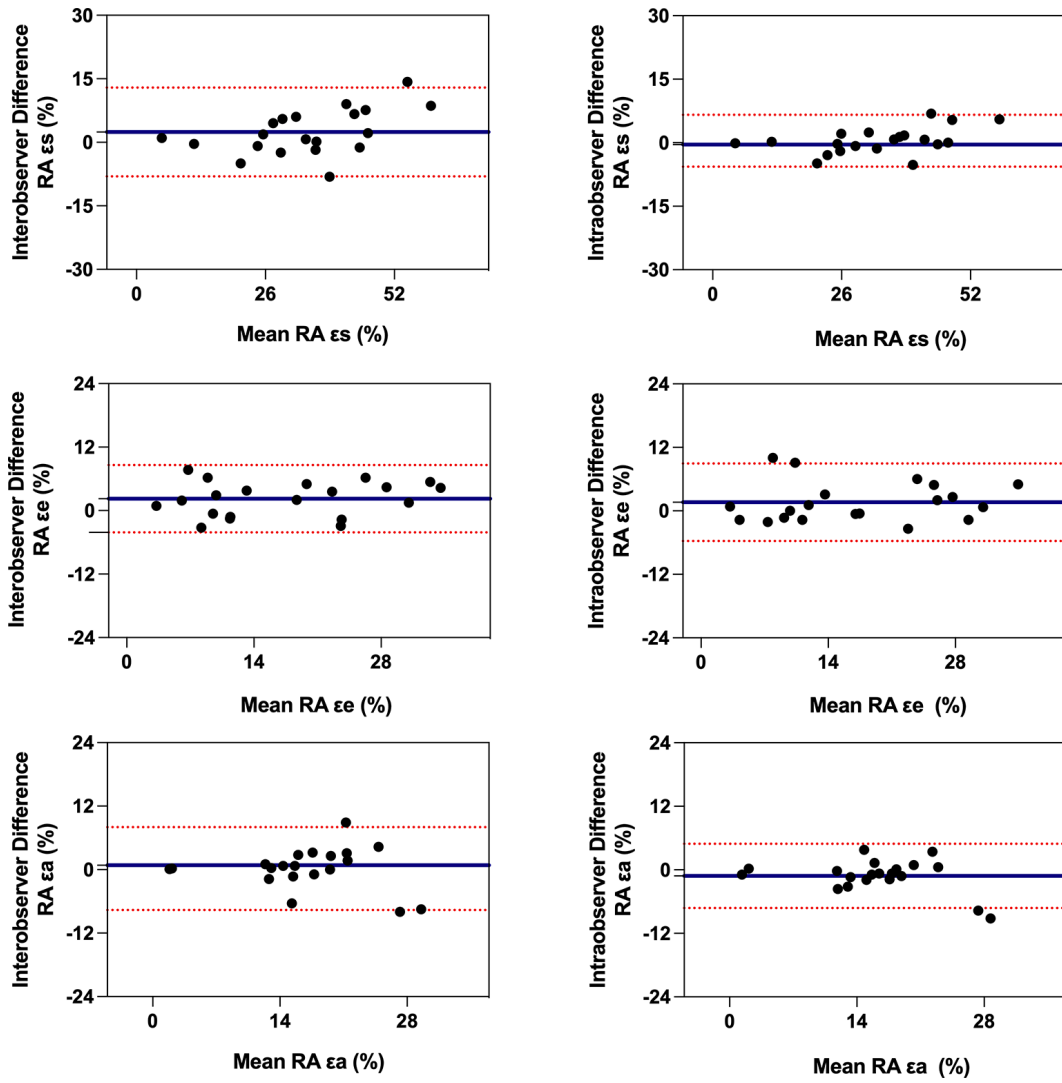 Interobserver Difference
RA εs (%)
30
15
0
-15
-30
0 26 52
Mean RA εs (%)
Intraobserver Difference
RA εs (%)
30
15
0
-15
-30
0 26 52
Mean RA εs (%)
Interobserver Difference
RA εe (%)
24
12
0
-12
-24
0 14 28
Mean RA εe (%)
Intraobserver Difference
RA εe (%)
24
12
0
-12
-24
0 14 28
Mean RA εe (%)
Interobserver Difference
RA εa (%)
24
12
0
-12
-24
0 14 28
Mean RA εa (%)
Intraobserver Difference
RA εa (%)
24
12
0
-12
-24
0 14 28
Mean RA εa (%)